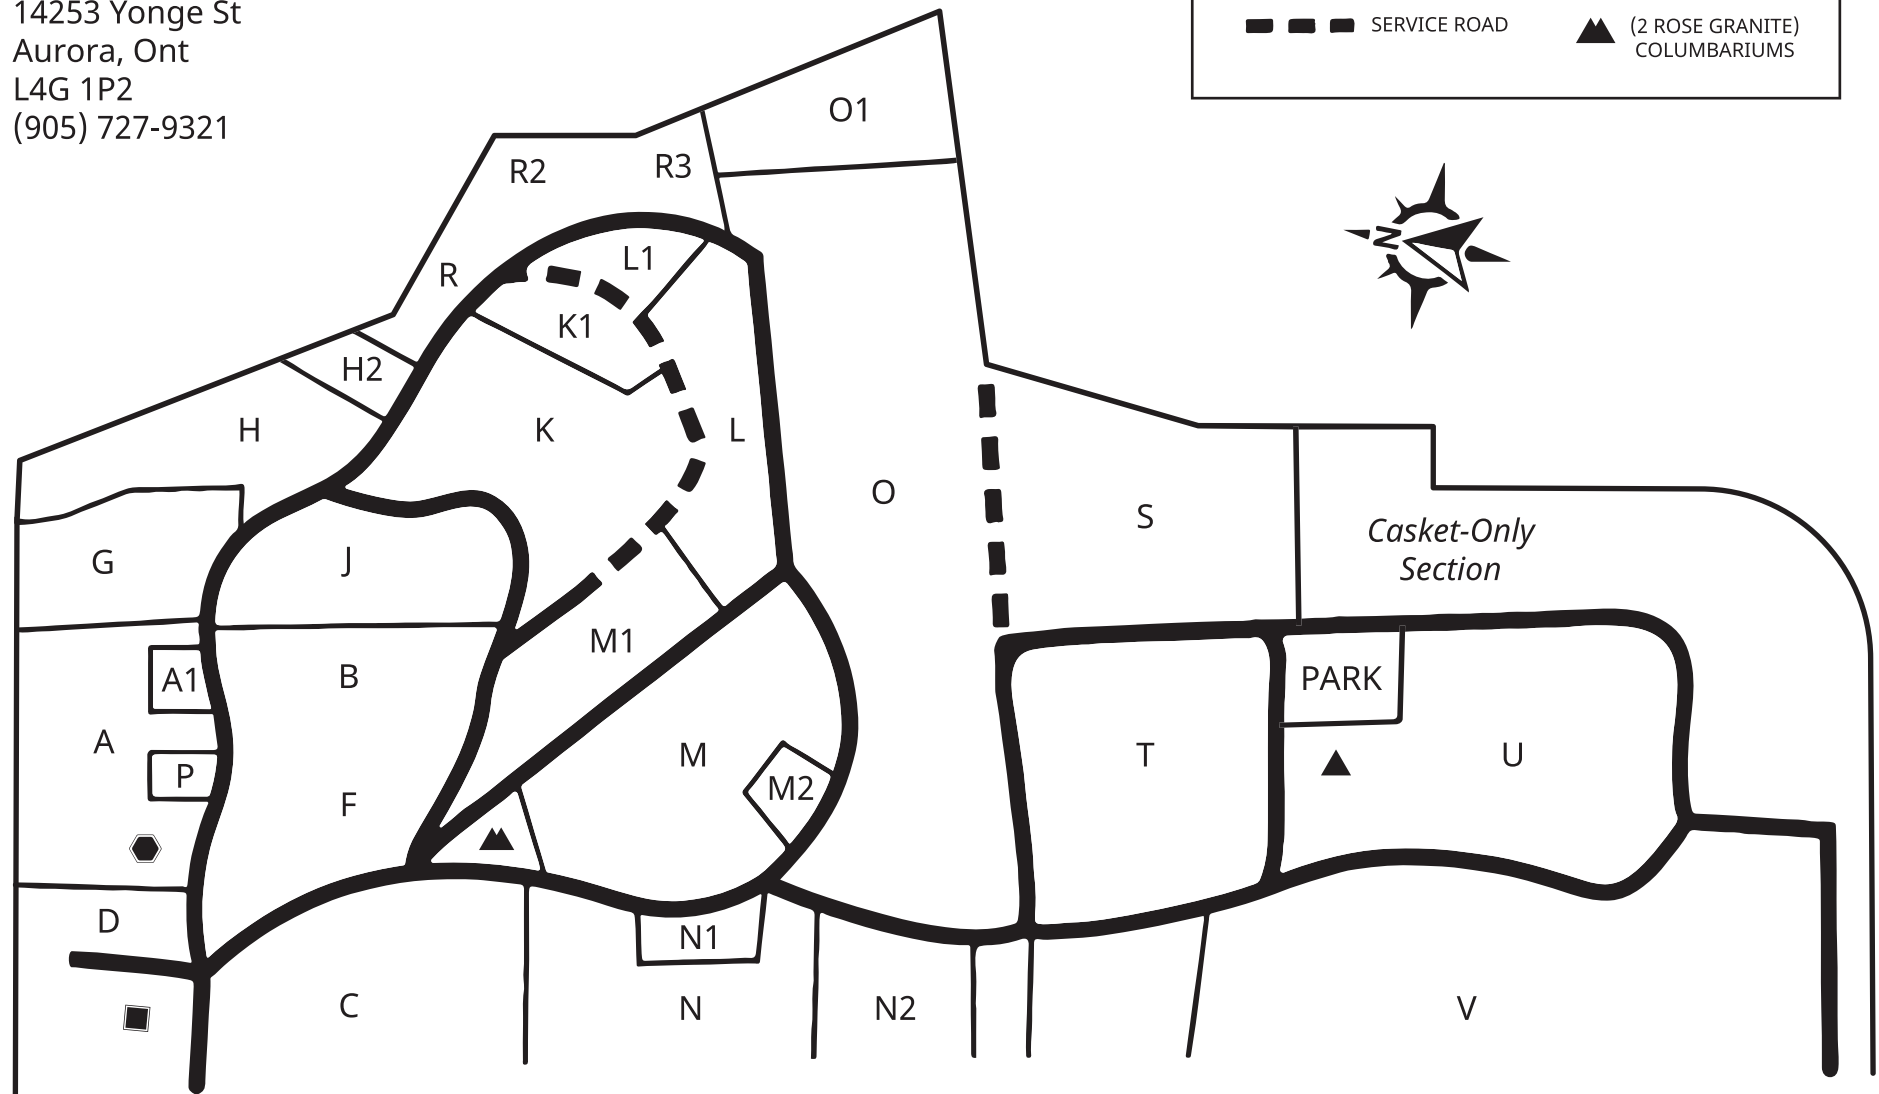 14253 Yonge St
Aurora, Ont
L4G 1P2
(905) 727-9321
SERVICE ROAD
(2 ROSE GRANITE)
COLUMBARIUMS
O1
R2
R3
N
L1
R
K1
H2
H
K
L
O
S
Casket-Only
Section
G
J
M1
B
A1
PARK
A
M
T
U
P
M2
F
D
N1
C
N
N2
V